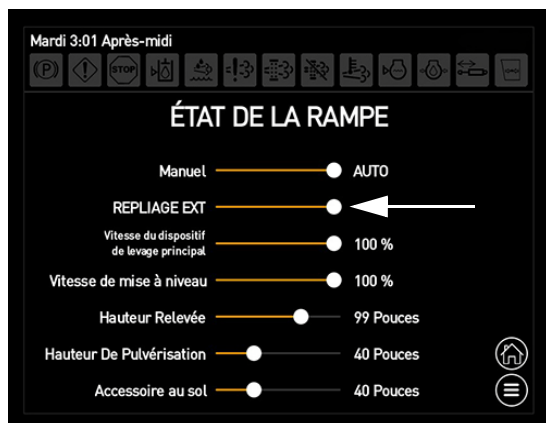 Mardi 3:01 Après-midi
STOP
ÉTAT DE LA RAMPE
Manuel AUTO
REPLIAGE EXT
Vitesse du dispositif
de levage principal 100 %
Vitesse de mise à niveau 100 %
Hauteur Relevée 99 Pouces
Hauteur De Pulvérisation 40 Pouces
Accessoire au sol 40 Pouces